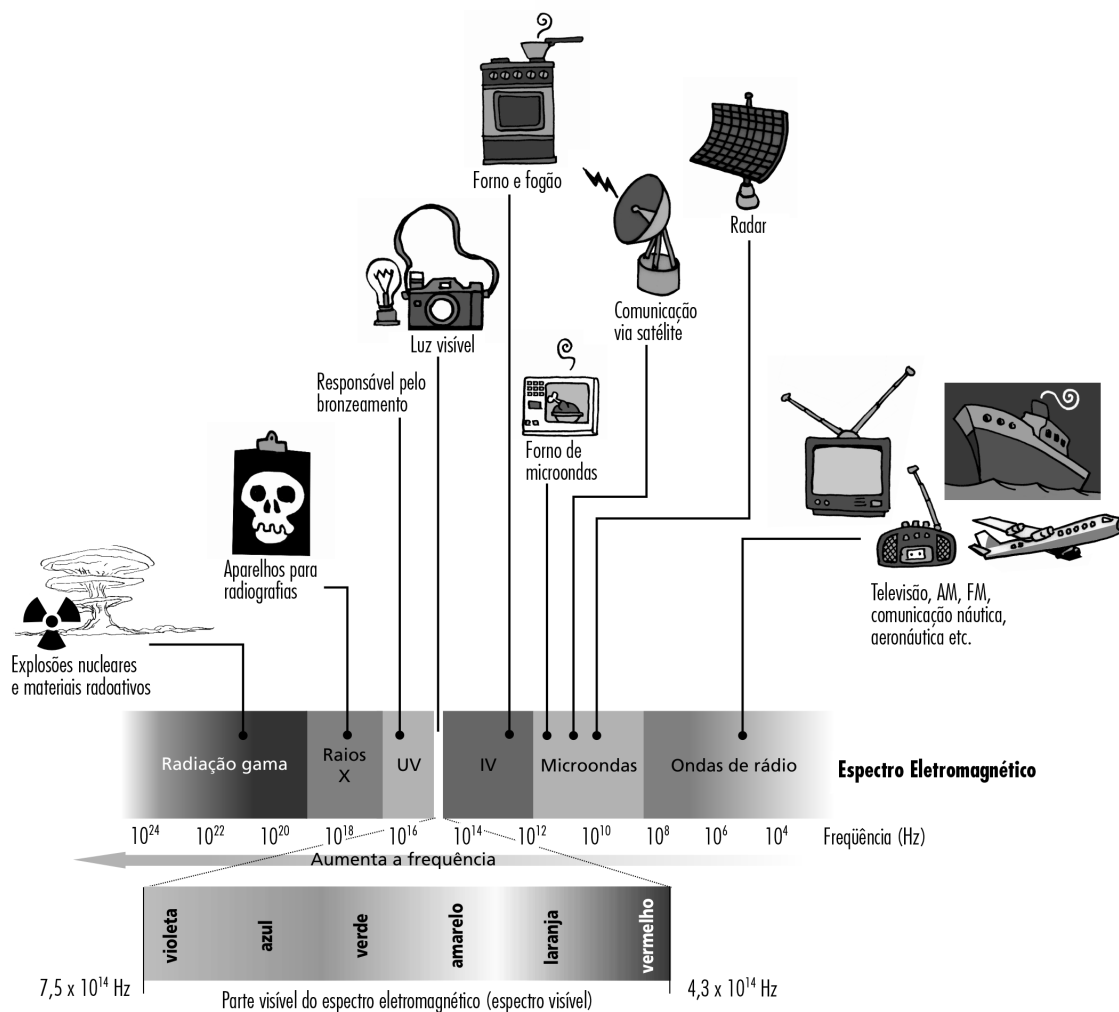 Forno e fogão
Radar
Comunicação
via satélite
Luz visível
Responsável pelo
bronzeamento
Forno de
microondas
Aparelhos para
radiografias
Televisão, AM, FM,
comunicação náutica,
aeronáutica etc.
Explosões nucleares
e materiais radoativos
Radiação gama
Raios
X
UV
IV
Microondas
Ondas de rádio
Espectro Eletromagnético
10²⁴ 10²² 10²⁰ 10¹⁸ 10¹⁶ 10¹⁴ 10¹² 10¹⁰ 10⁸ 10⁶ 10⁴ Freqüência (Hz)
Aumenta a frequência
violeta
azul
verde
amarelo
laranja
vermelho
7,5 x 10¹⁴ Hz
4,3 x 10¹⁴ Hz
Parte visível do espectro eletromagnético (espectro visível)